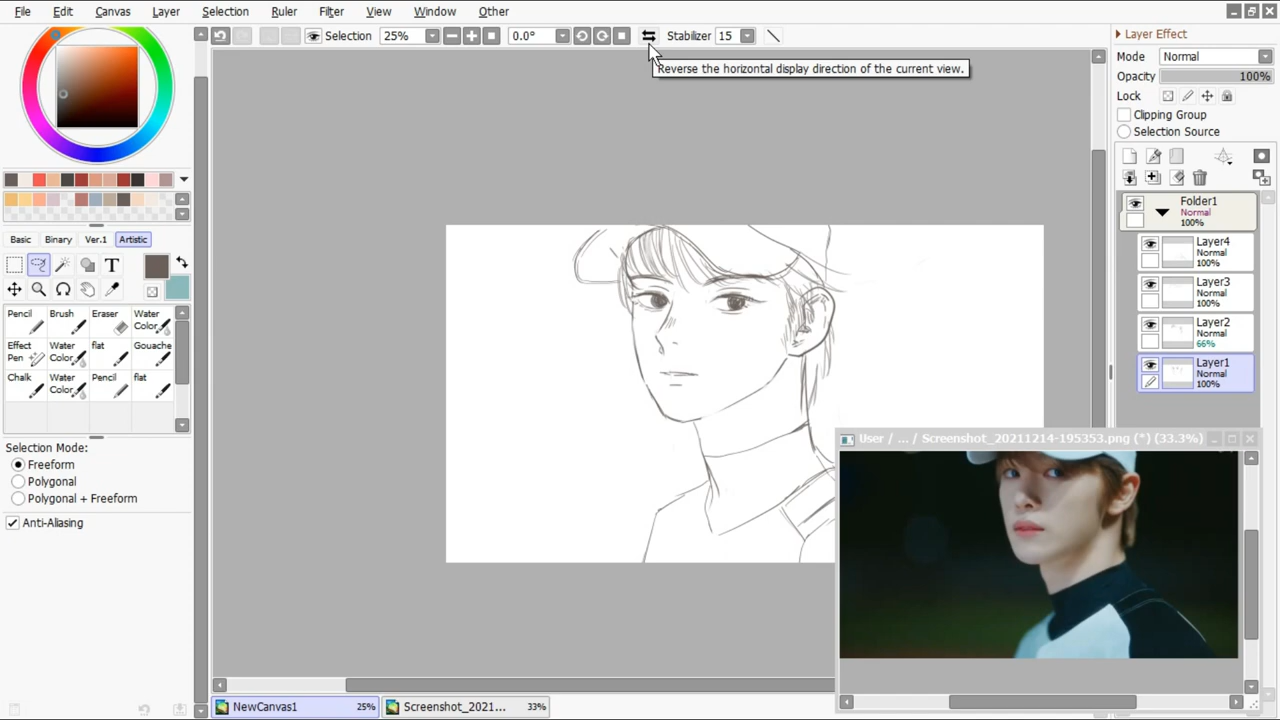 File Edit Canvas Layer Selection Ruler Filter View Window Other
Selection 25% 0.0° Stabilizer 15
Reverse the horizontal display direction of the current view.
Layer Effect
Mode Normal
Opacity 100%
Lock
Clipping Group
Selection Source
Folder1
Normal
100%
Layer4
Normal
100%
Layer3
Normal
100%
Layer2
Normal
66%
Layer1
Normal
100%
Basic Binary Ver.1 Artistic
T
Pencil Brush Eraser Water Color
Effect Pen Water Color flat Gouache
Chalk Water Color Pencil flat
Selection Mode:
Freeform
Polygonal
Polygonal + Freeform
Anti-Aliasing
User / ... / Screenshot_20211214-195353.png (*) (33.3%)
NewCanvas1 25% Screenshot_2021... 33%